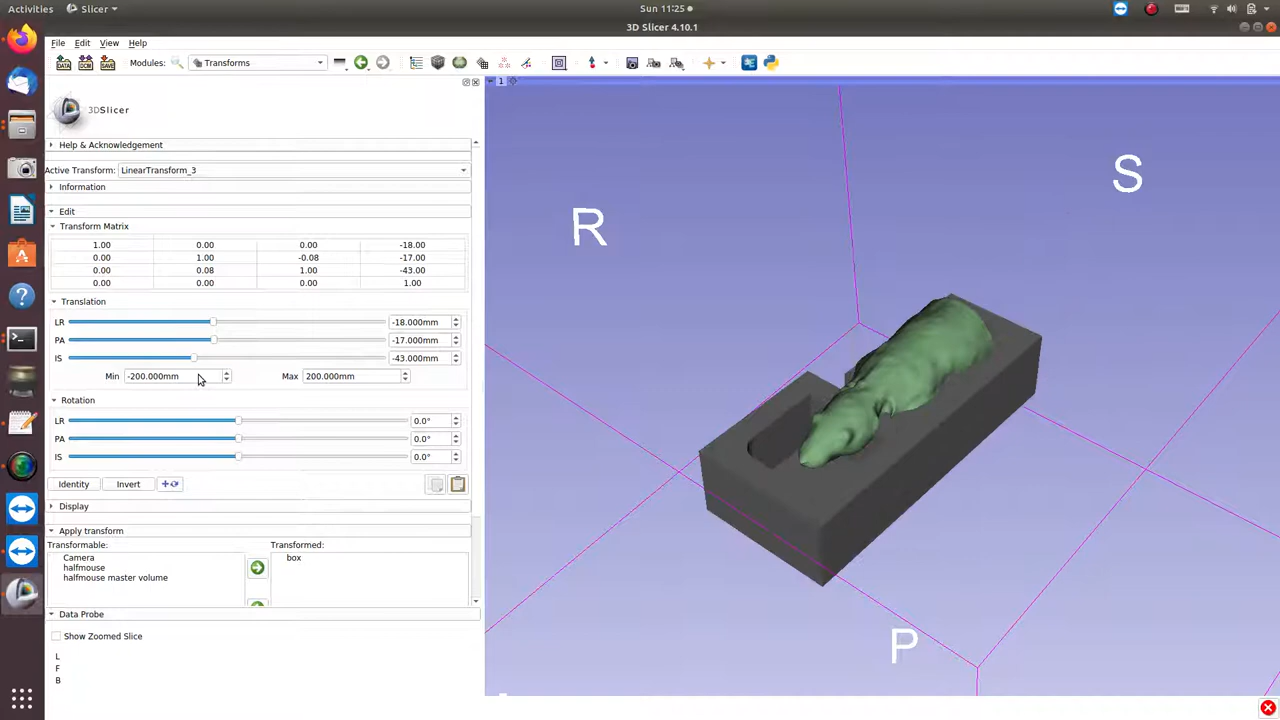 Activities Slicer Sun 11:25
3D Slicer 4.10.1
File Edit View Help
Modules: Transforms
DATA DCM SAVE
1
3DSlicer
Help & Acknowledgement
Active Transform: LinearTransform_3
Information
Edit
Transform Matrix
1.00 0.00 0.00 -18.00
0.00 1.00 -0.08 -17.00
0.00 0.08 1.00 -43.00
0.00 0.00 0.00 1.00
Translation
LR -18.000mm
PA -17.000mm
IS -43.000mm
Min -200.000mm Max 200.000mm
Rotation
LR 0.0°
PA 0.0°
IS 0.0°
Identity Invert
Display
Apply transform
Transformable: Transformed:
Camera box
halfmouse
halfmouse master volume
Data Probe
Show Zoomed Slice
L
F
B
S
R
P